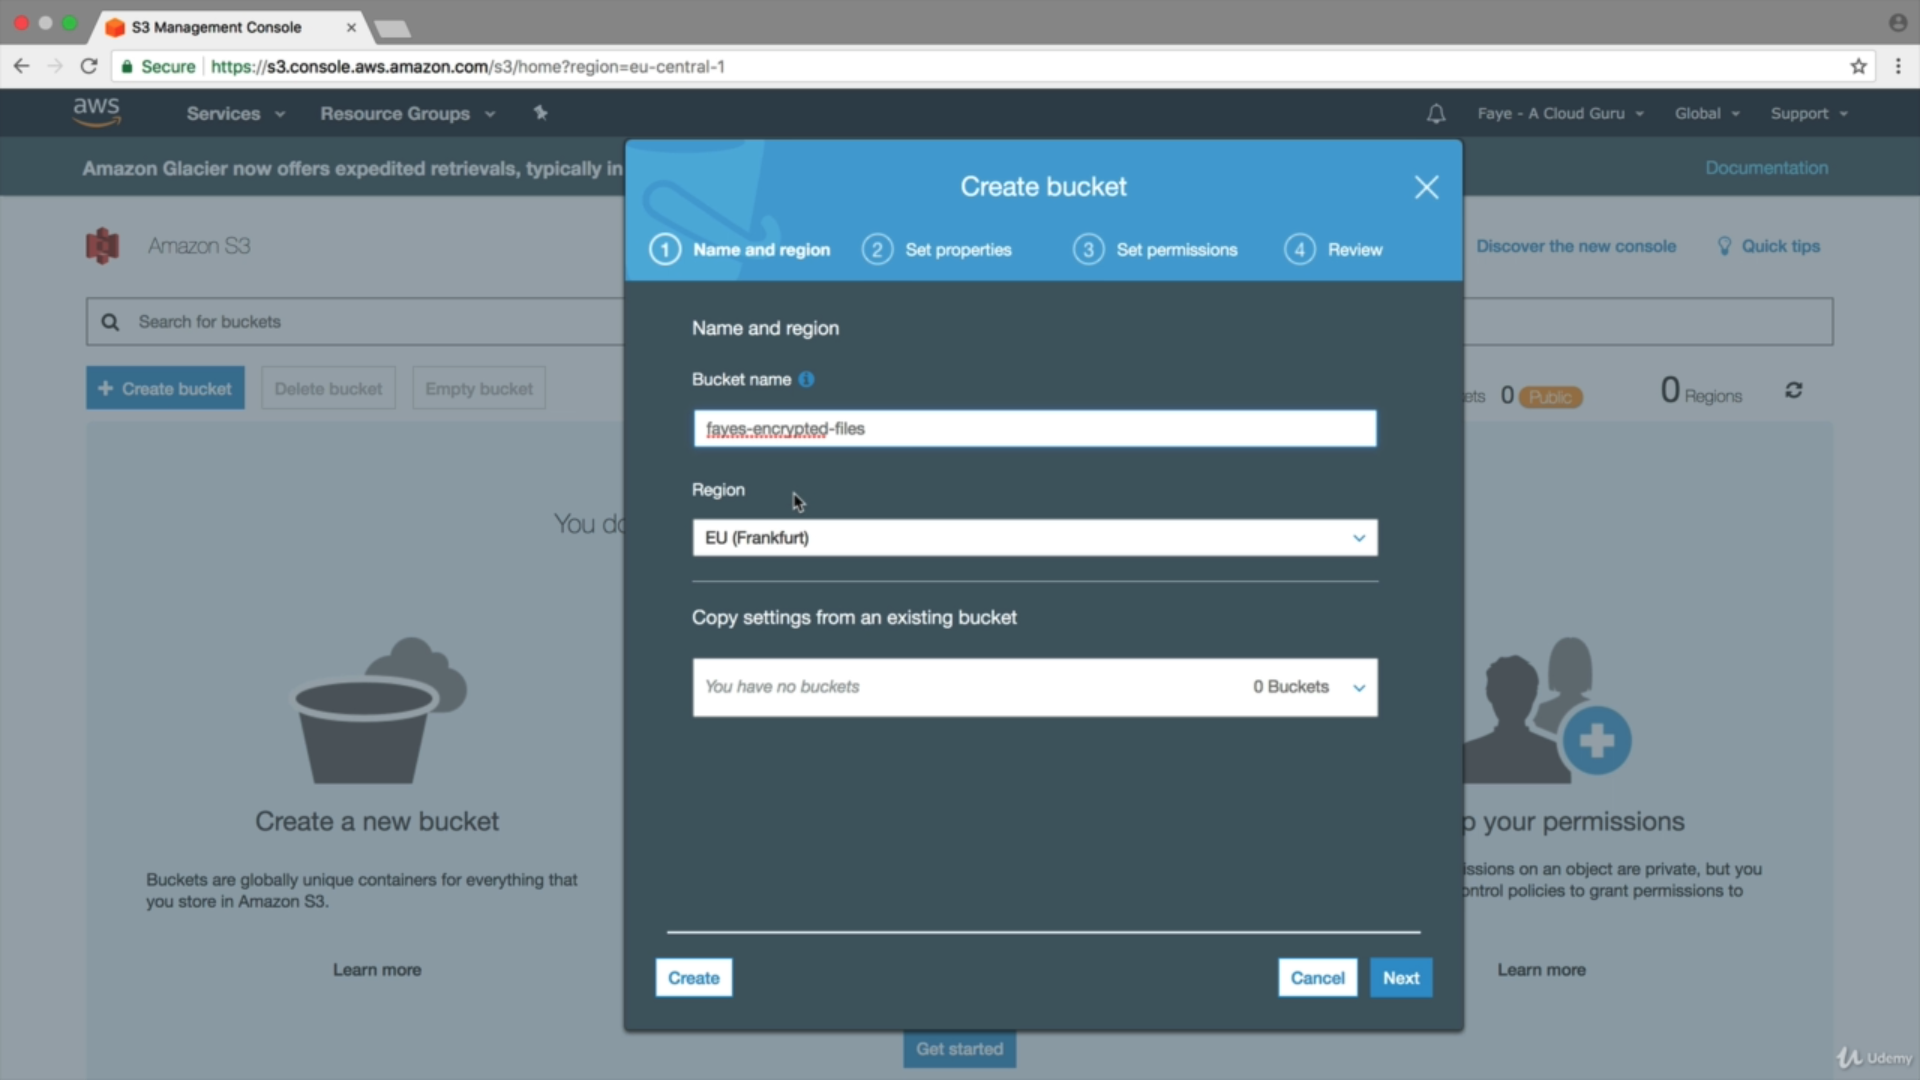 S3 Management Console
Secure
https://s3.console.aws.amazon.com/s3/home?region=eu-central-1
aws
Services
Resource Groups
Faye - A Cloud Guru
Global
Support
Amazon Glacier now offers expedited retrievals, typically in
Documentation
Create bucket
1 Name and region
2 Set properties
3 Set permissions
4 Review
Amazon S3
Discover the new console
Quick tips
Search for buckets
Name and region
Create bucket
Delete bucket
Empty bucket
Bucket name
0 Public
0 Regions
fayes-encrypted-files
Region
EU (Frankfurt)
You do
Copy settings from an existing bucket
You have no buckets
0 Buckets
Create a new bucket
Buckets are globally unique containers for everything that
you store in Amazon S3.
Learn more
p your permissions
issions on an object are private, but you
ontrol policies to grant permissions to
Learn more
Create
Cancel
Next
Get started
Udemy